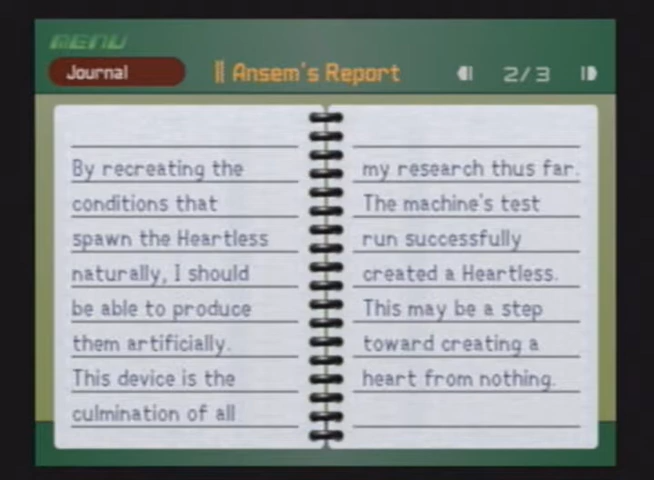 MENU
Journal
Ansem's Report
2/3
By recreating the
conditions that
spawn the Heartless
naturally, I should
be able to produce
them artificially.
This device is the
culmination of all
my research thus far.
The machine's test
run successfully
created a Heartless.
This may be a step
toward creating a
heart from nothing.